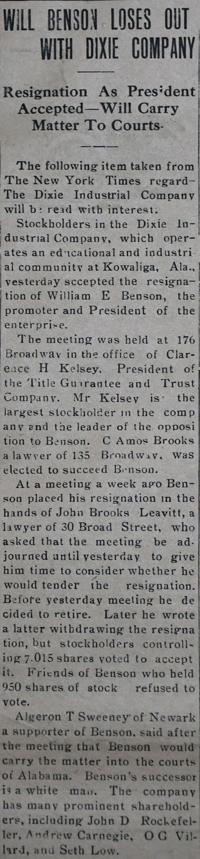 WILL BENSON LOSES OUT
WITH DIXIE COMPANY
Resignation As President
Accepted—Will Carry
Matter To Courts.
The following item taken from
The New York Times regard—
The Dixie Industrial Company
will be read with interest.
Stockholders in the Dixie In-
dustrial Company, which oper-
ates an educational and industri
al community at Kowaliga, Ala.,
yesterday sccepted the resigna-
tion of William E Benson, the
promoter and President of the
enterprise.
The meeting was held at 176
Broadway in the office of Clar-
ence H Kelsey, President of
the Title Guirantee and Trust
Company. Mr Kelsey is the
largest stockholder in the comp
any and the leader of the opposi
tion to Benson. C Amos Brooks
a lawyer of 135 Broadway, was
elected to succeed Benson.
At a meeting a week ago Ben-
son placed his resignation in the
hands of John Brooks Leavitt, a
lawyer of 30 Broad Street, who
asked that the meeting be ad-
journed until yesterday to give
him time to consider whether he
would tender the resignation.
Before yesterday meeting he de
cided to retire. Later he wrote
a latter withdrawing the resigna
tion, but stockholders controll-
ing 7.015 shares voted to accept
it. Friends of Benson who held
950 shares of stock refused to
vote.
Algeron T Sweeney of Newark
a supporter of Benson, said after
the meeting that Benson would
carry the matter into the courts
of Alabama. Benson's successor
is a white man. The company
has many prominent sharehold-
ers, including John D Rockefel-
ler, Andrew Carnegie, O G Vil-
lard, and Seth Low.